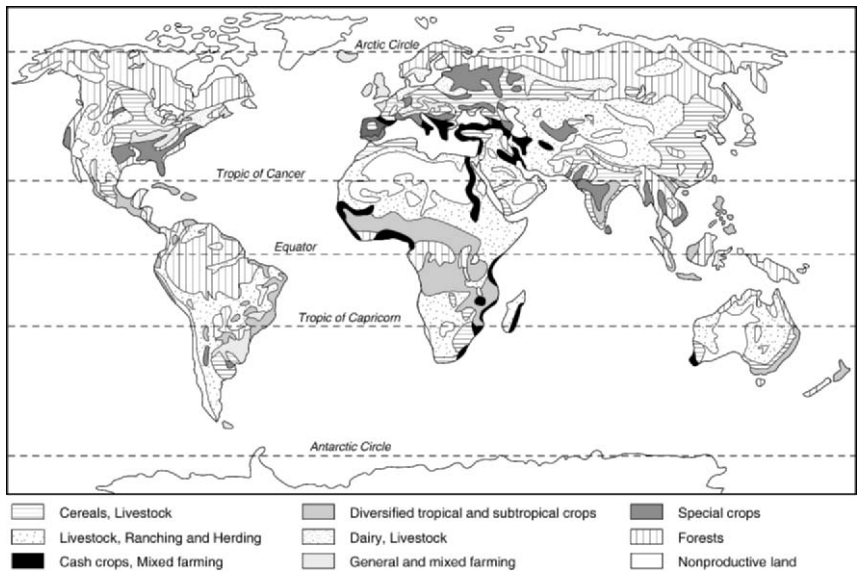 Arctic Circle
Tropic of Cancer
Equator
Tropic of Capricorn
Antarctic Circle
Cereals, Livestock
Diversified tropical and subtropical crops
Special crops
Livestock, Ranching and Herding
Dairy, Livestock
Forests
Cash crops, Mixed farming
General and mixed farming
Nonproductive land